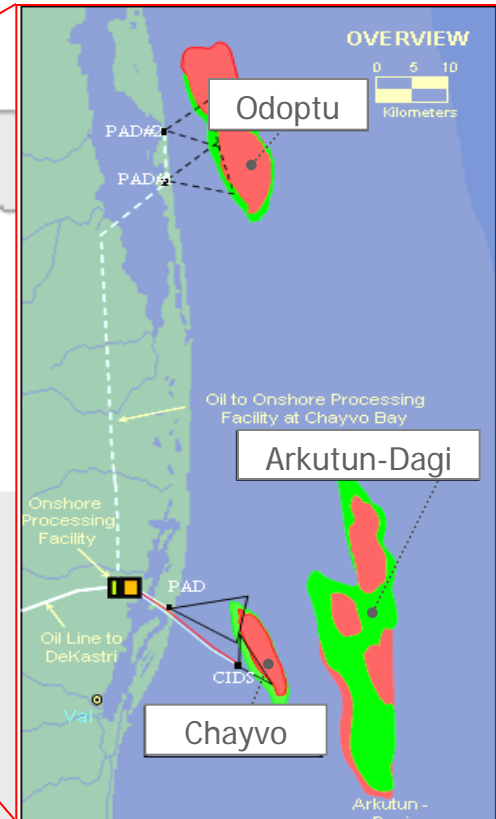 OVERVIEW
0 5 10
Kilometers
Odoptu
PAD#2
PAD#1
Oil to Onshore Processing
Facility at Chayvo Bay
Arkutun-Dagi
Onshore
Processing
Facility
PAD
Oil Line to
DeKastri
CIDS
Val
Chayvo
Arkutun -